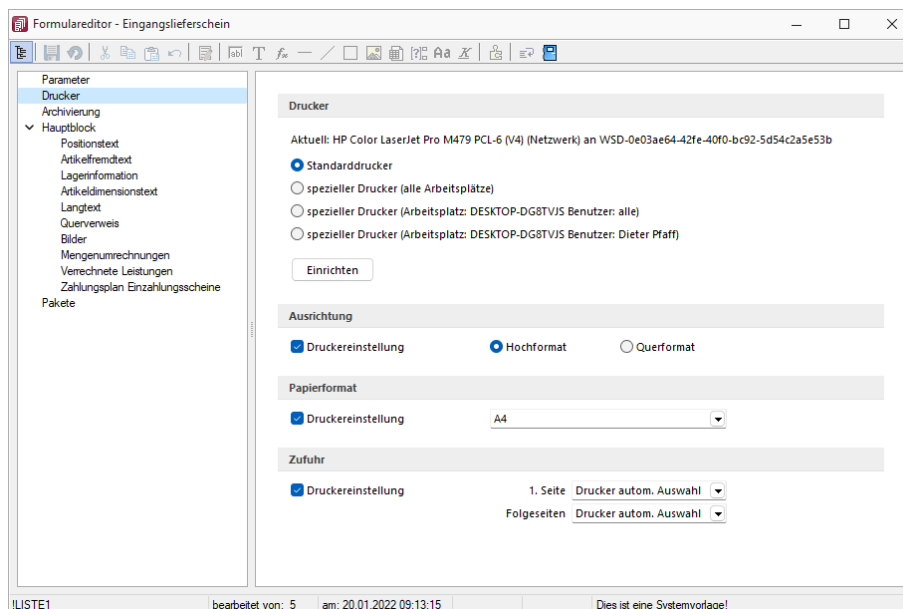 Formulareditor - Eingangslieferschein
Parameter
Drucker
Archivierung
Hauptblock
Positionstext
Artikelfremdtext
Lagerinformation
Artikeldimensionstext
Langtext
Querverweis
Bilder
Mengenumrechnungen
Verrechnete Leistungen
Zahlungsplan Einzahlungsscheine
Pakete
Drucker
Aktuell: HP Color LaserJet Pro M479 PCL-6 (V4) (Netzwerk) an WSD-0e03ae64-42fe-40f0-bc92-5d54c2a5e53b
Standarddrucker
spezieller Drucker (alle Arbeitsplätze)
spezieller Drucker (Arbeitsplatz: DESKTOP-DG8TVJS Benutzer: alle)
spezieller Drucker (Arbeitsplatz: DESKTOP-DG8TVJS Benutzer: Dieter Pfaff)
Einrichten
Ausrichtung
Druckereinstellung Hochformat Querformat
Papierformat
Druckereinstellung A4
Zufuhr
Druckereinstellung 1. Seite Drucker autom. Auswahl
Folgeseiten Drucker autom. Auswahl
!LISTE1 bearbeitet von: 5 am: 20.01.2022 09:13:15 Dies ist eine Systemvorlage!